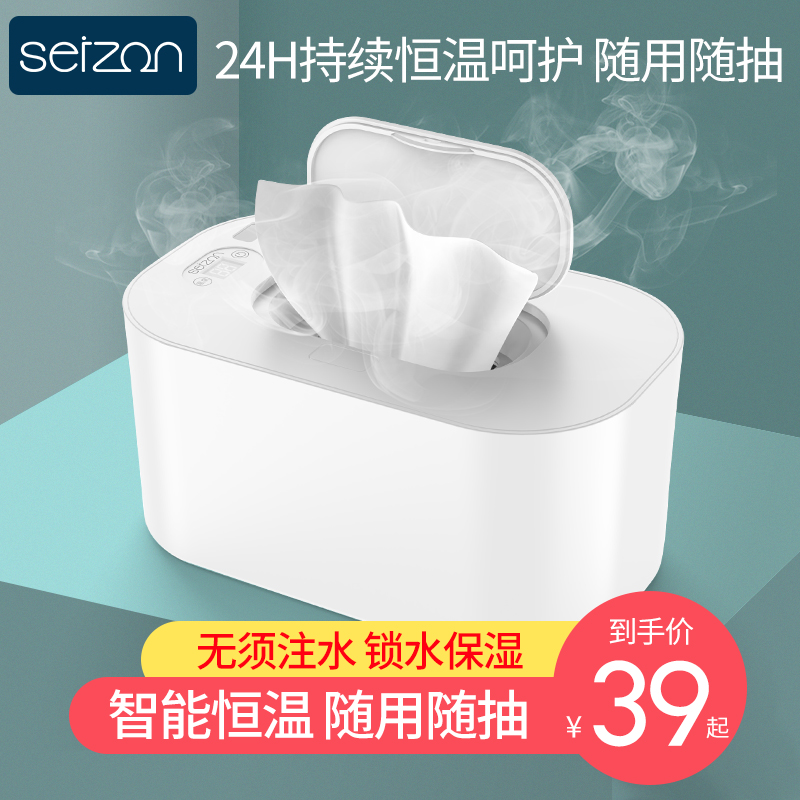 seizon
24H持续恒温呵护 随用随抽
seizon
无须注水 锁水保湿
智能恒温 随用随抽
到手价
¥39起